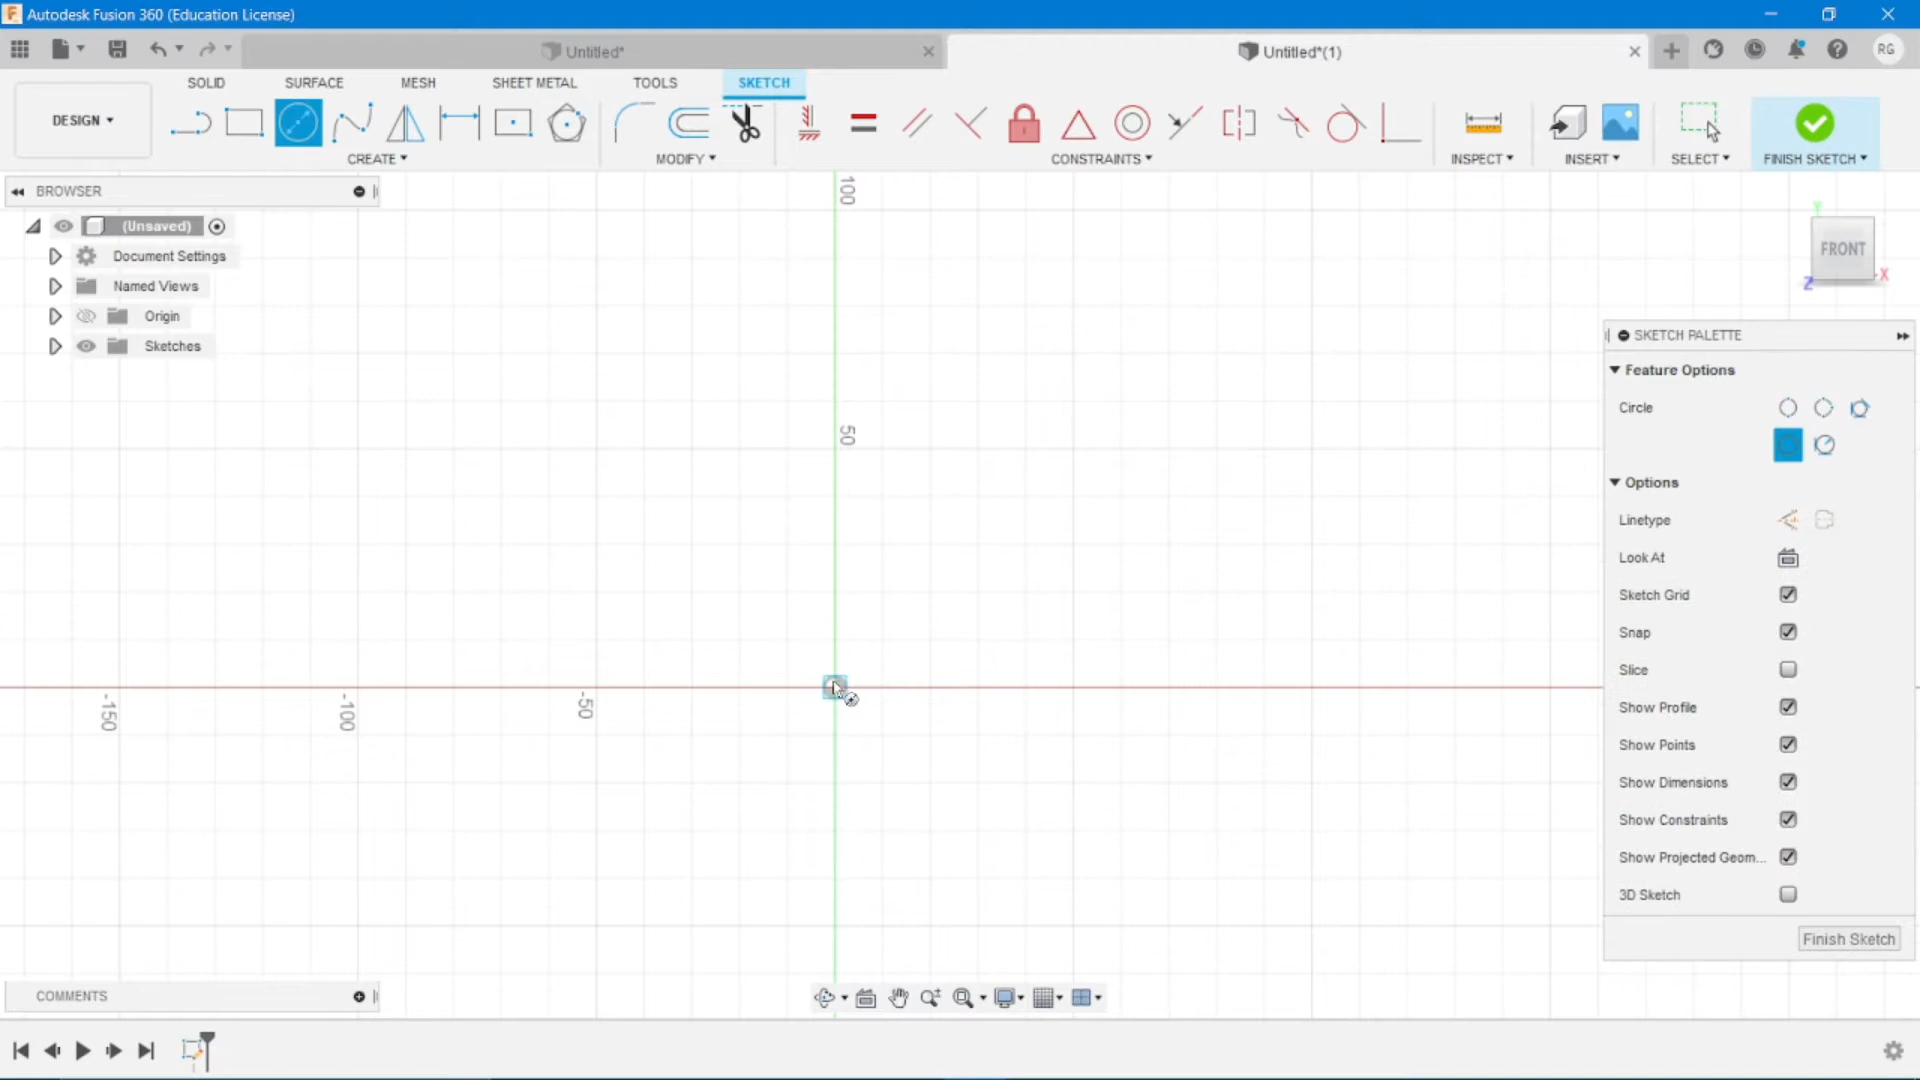 Autodesk Fusion 360 (Education License)
Untitled*
Untitled*(1)
RG
SOLID
SURFACE
MESH
SHEET METAL
TOOLS
SKETCH
DESIGN
CREATE
MODIFY
CONSTRAINTS
INSPECT
INSERT
SELECT
FINISH SKETCH
BROWSER
(Unsaved)
Document Settings
Named Views
Origin
Sketches
100
50
-150
-100
-50
Y
FRONT
X
Z
SKETCH PALETTE
Feature Options
Circle
Options
Linetype
Look At
Sketch Grid
Snap
Slice
Show Profile
Show Points
Show Dimensions
Show Constraints
Show Projected Geom...
3D Sketch
Finish Sketch
COMMENTS